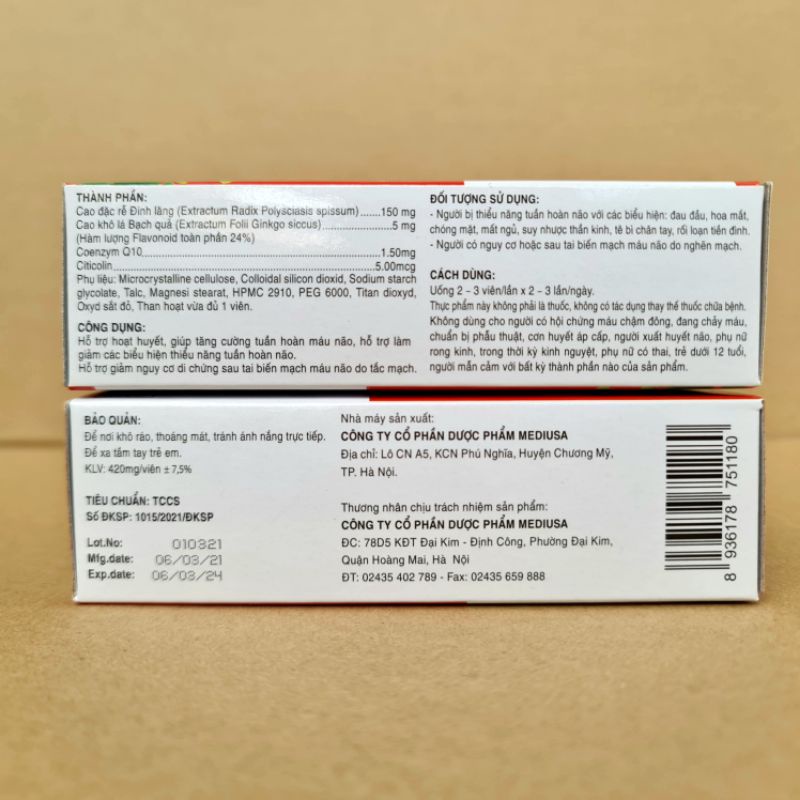 THÀNH PHẦN:
Cao đặc rễ Đinh lăng (Extractum Radix Polysciasis spissum)......150 mg
Cao khô lá Bạch quả (Extractum Folii Ginkgo siccus)....................5 mg
(Hàm lượng Flavonoid toàn phần 24%)
Coenzym Q10..........................................................................1.50mg
Citicolin...................................................................................5.00mcg
Phụ liệu: Microcrystalline cellulose, Colloidal silicon dioxid, Sodium starch
glycolate, Talc, Magnesi stearat, HPMC 2910, PEG 6000, Titan dioxyd,
Oxyd sắt đỏ, Than hoạt vừa đủ 1 viên.
CÔNG DỤNG:
Hỗ trợ hoạt huyết, giúp tăng cường tuần hoàn máu não, hỗ trợ làm
giảm các biểu hiện thiểu năng tuần hoàn não.
Hỗ trợ giảm nguy cơ di chứng sau tai biến mạch máu não do tắc mạch.
ĐỐI TƯỢNG SỬ DỤNG:
- Người bị thiểu năng tuần hoàn não với các biểu hiện: đau đầu, hoa mắt,
chóng mặt, mất ngủ, suy nhược thần kinh, tê bì chân tay, rối loạn tiền đình.
- Người có nguy cơ hoặc sau tai biến mạch máu não do nghẽn mạch.
CÁCH DÙNG:
Uống 2 – 3 viên/lần x 2 – 3 lần/ngày.
Thực phẩm này không phải là thuốc, không có tác dụng thay thế thuốc chữa bệnh.
Không dùng cho người có hội chứng máu chậm đông, đang chảy máu,
chuẩn bị phẫu thuật, cơn huyết áp cấp, người xuất huyết não, phụ nữ
rong kinh, trong thời kỳ kinh nguyệt, phụ nữ có thai, trẻ dưới 12 tuổi,
người mẫn cảm với bất kỳ thành phần nào của sản phẩm.
BẢO QUẢN:
Để nơi khô ráo, thoáng mát, tránh ánh nắng trực tiếp.
Để xa tầm tay trẻ em.
KLV: 420mg/viên ± 7,5%
TIÊU CHUẨN: TCCS
Số ĐKSP: 1015/2021/ĐKSP
Lot.No: 010321
Mfg.date: 06/03/21
Exp.date: 06/03/24
Nhà máy sản xuất:
CÔNG TY CỔ PHẦN DƯỢC PHẨM MEDIUSA
Địa chỉ: Lô CN A5, KCN Phú Nghĩa, Huyện Chương Mỹ,
TP. Hà Nội.
Thương nhân chịu trách nhiệm sản phẩm:
CÔNG TY CỔ PHẦN DƯỢC PHẨM MEDIUSA
ĐC: 78D5 KĐT Đại Kim - Định Công, Phường Đại Kim,
Quận Hoàng Mai, Hà Nội
ĐT: 02435 402 789 - Fax: 02435 659 888
8 936178 751180